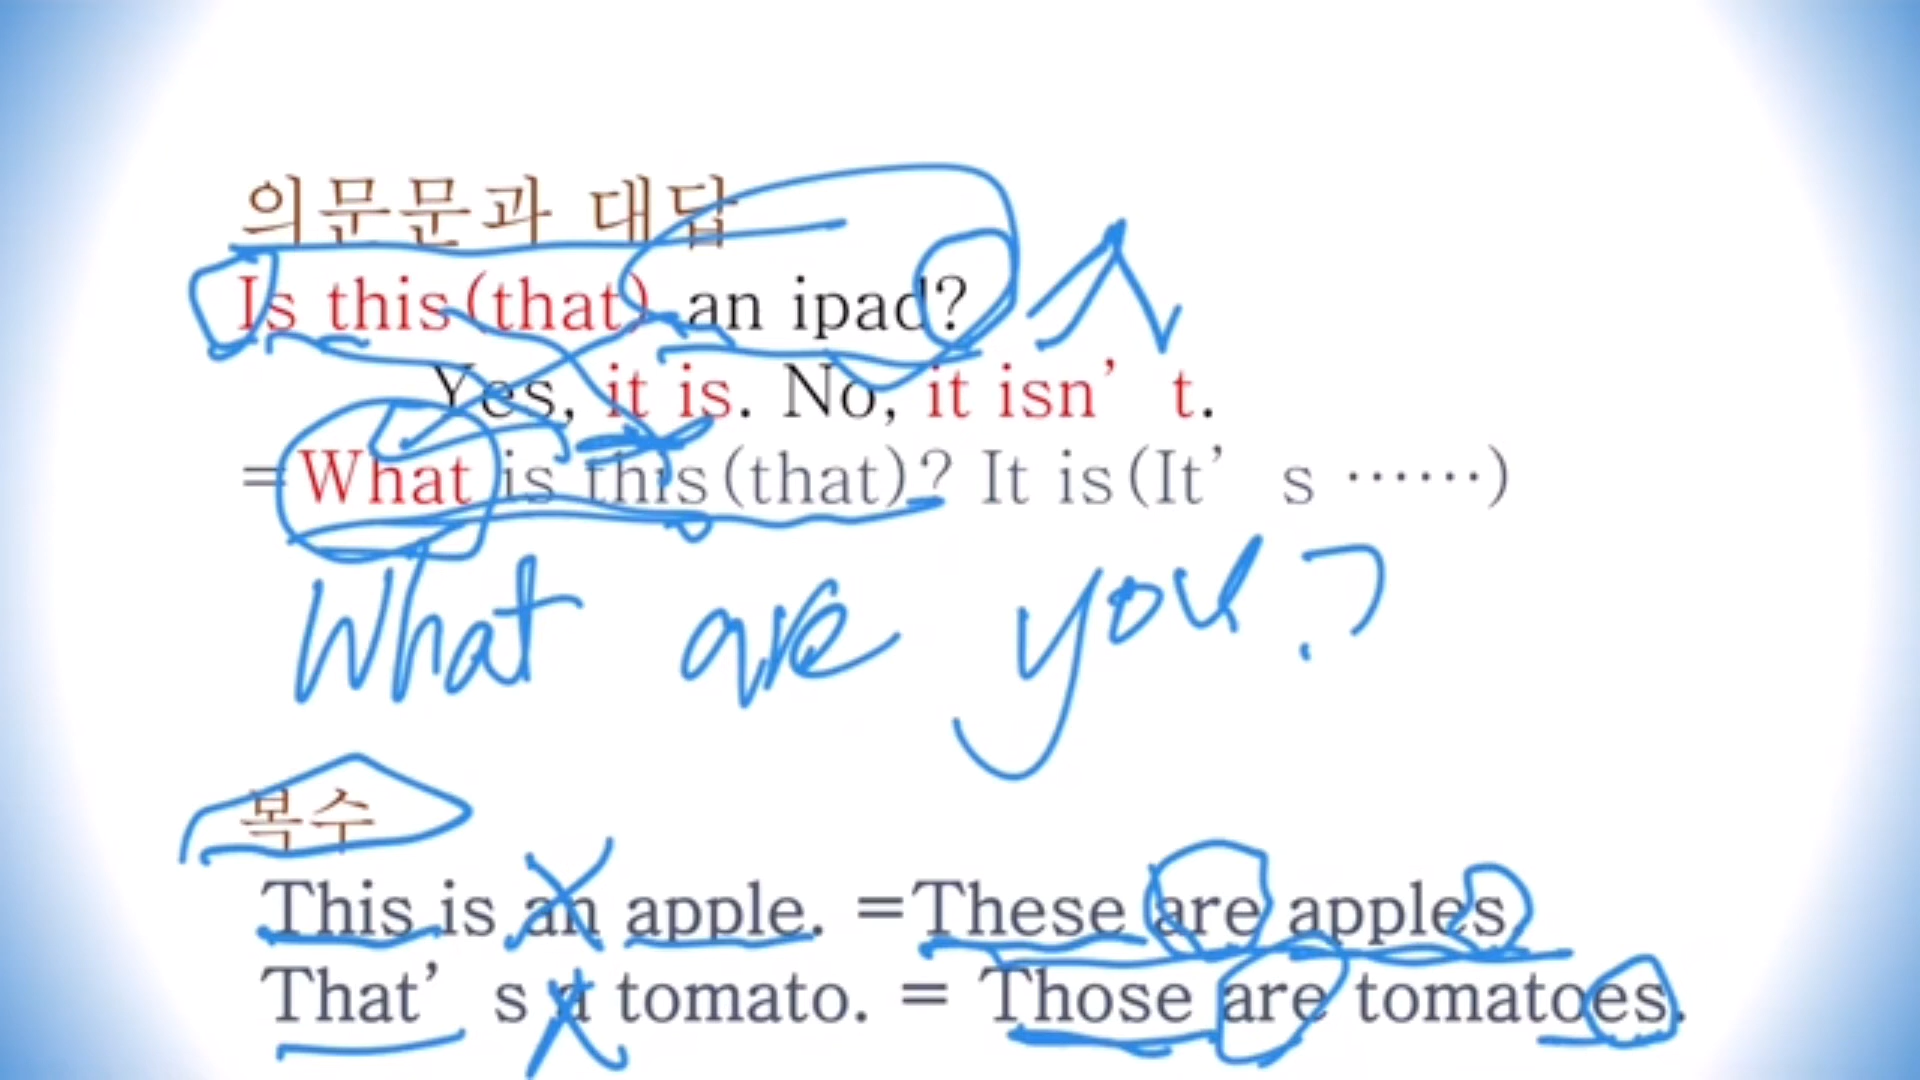 의문문과 대답
Is this(that) an ipad?
Yes, it is. No, it isn’t.
=What is this(that)? It is(It’s ······)
What are you?
복수
This is an apple. =These are apples
That’s a tomato. = Those are tomatoes.